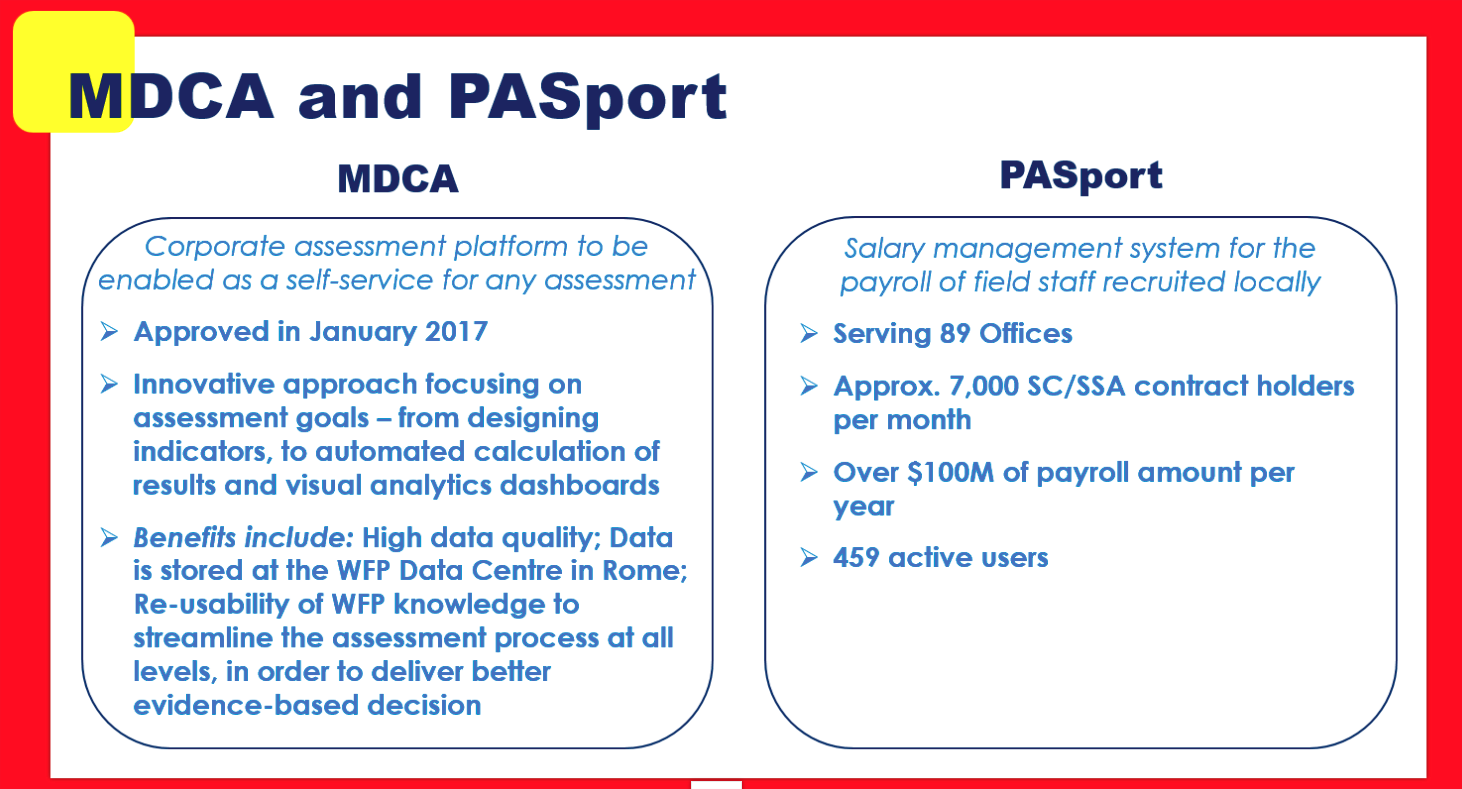 MDCA and PASport
MDCA
Corporate assessment platform to be
enabled as a self-service for any assessment
➢ Approved in January 2017
➢ Innovative approach focusing on
assessment goals – from designing
indicators, to automated calculation of
results and visual analytics dashboards
➢ Benefits include: High data quality; Data
is stored at the WFP Data Centre in Rome;
Re-usability of WFP knowledge to
streamline the assessment process at all
levels, in order to deliver better
evidence-based decision
PASport
Salary management system for the
payroll of field staff recruited locally
➢ Serving 89 Offices
➢ Approx. 7,000 SC/SSA contract holders
per month
➢ Over $100M of payroll amount per
year
➢ 459 active users